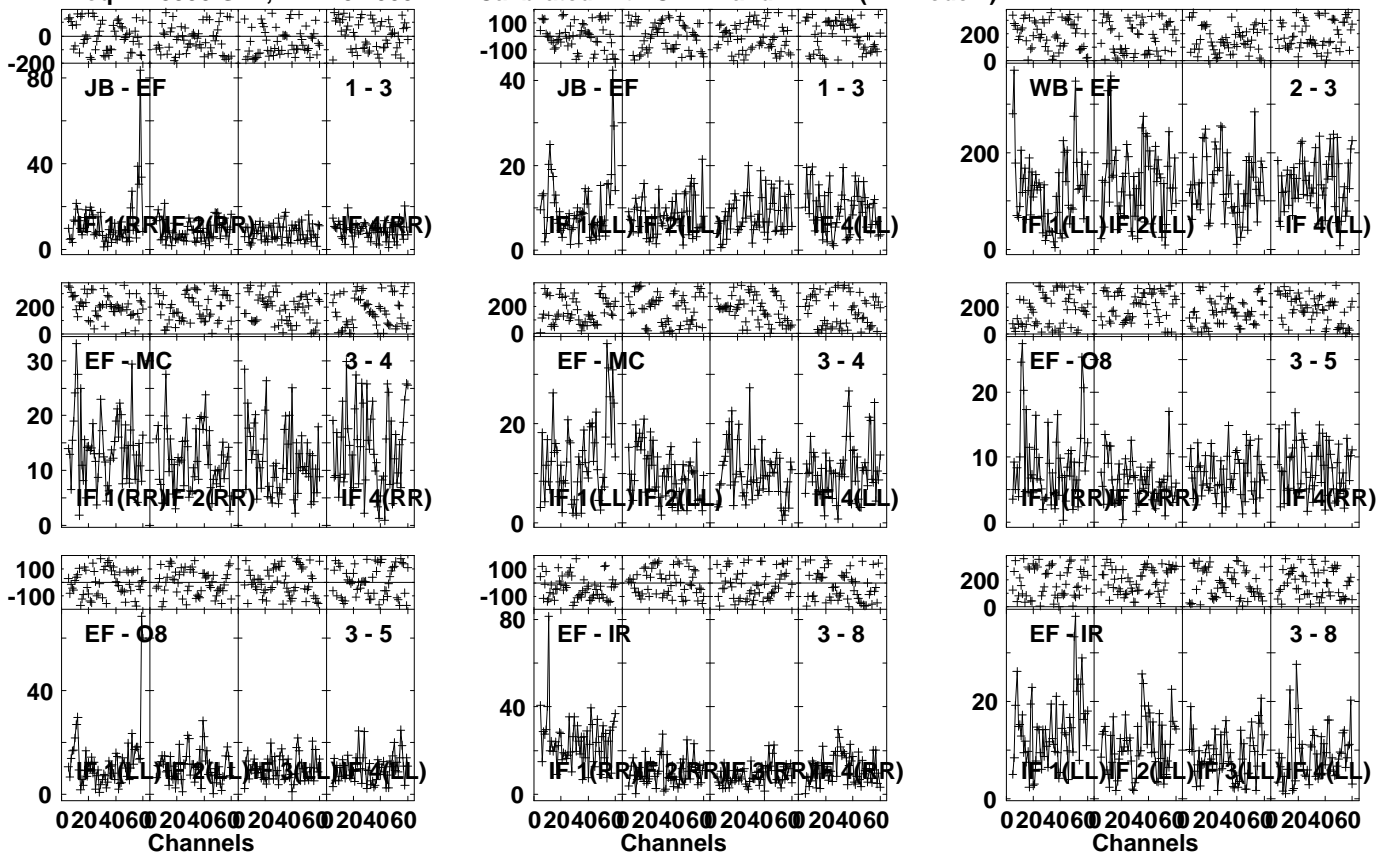 100
100
200
0
-100
-100
0
-200
80
JB - EF
1 - 3
40
JB - EF
1 - 3
WB - EF
2 - 3
40
20
200
IF 1(RR)
IF 2(RR)
IF 4(RR)
IF 1(LL)
IF 2(LL)
IF 4(LL)
IF 1(LL)
IF 2(LL)
IF 4(LL)
0
0
0
200
200
200
0
0
0
30
EF - MC
3 - 4
EF - MC
3 - 4
EF - O8
3 - 5
20
20
20
10
10
IF 1(RR)
IF 2(RR)
IF 4(RR)
IF 1(LL)
IF 2(LL)
IF 4(LL)
IF 1(RR)
IF 2(RR)
IF 4(RR)
0
0
0
100
100
200
-100
-100
0
EF - O8
3 - 5
80
EF - IR
3 - 8
EF - IR
3 - 8
40
40
20
IF 1(LL)
IF 2(LL)
IF 3(LL)
IF 4(LL)
IF 1(RR)
IF 2(RR)
IF 3(RR)
IF 4(RR)
IF 1(LL)
IF 2(LL)
IF 3(LL)
IF 4(LL)
0
0
0
0 20 40 60 0 20 40 60 0 20 40 60 0 20 40 60
0 20 40 60 0 20 40 60 0 20 40 60 0 20 40 60
0 20 40 60 0 20 40 60 0 20 40 60 0 20 40 60
Channels
Channels
Channels